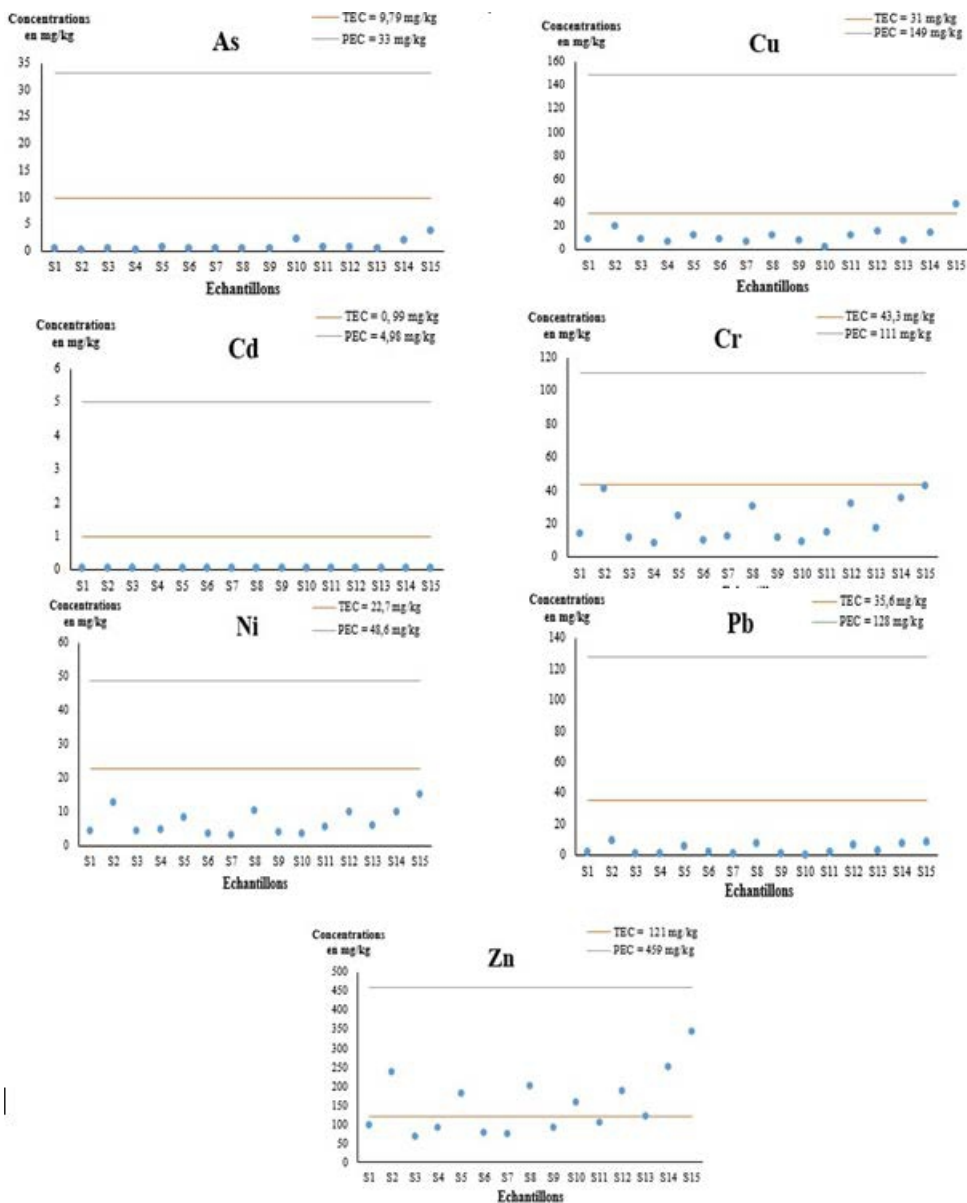 Concentrations
en mg/kg
As
TEC = 9,79 mg/kg
PEC = 33 mg/kg
35
30
25
20
15
10
5
0
S1 S2 S3 S4 S5 S6 S7 S8 S9 S10 S11 S12 S13 S14 S15
Echantillons
Concentrations
en mg/kg
Cu
TEC = 31 mg/kg
PEC = 149 mg/kg
160
140
120
100
80
60
40
20
0
S1 S2 S3 S4 S5 S6 S7 S8 S9 S10 S11 S12 S13 S14 S15
Echantillons
Concentrations
en mg/kg
Cd
TEC = 0, 99 mg/kg
PEC = 4,98 mg/kg
6
5
4
3
2
1
0
S1 S2 S3 S4 S5 S6 S7 S8 S9 S10 S11 S12 S13 S14 S15
Concentrations
en mg/kg
Cr
TEC = 43,3 mg/kg
PEC = 111 mg/kg
120
100
80
60
40
20
0
S1 S2 S3 S4 S5 S6 S7 S8 S9 S10 S11 S12 S13 S14 S15
Concentrations
en mg/kg
Ni
TEC = 22,7 mg/kg
PEC = 48,6 mg/kg
60
50
40
30
20
10
0
S1 S2 S3 S4 S5 S6 S7 S8 S9 S10 S11 S12 S13 S14 S15
Echantillons
Concentrations
en mg/kg
Pb
TEC = 35,6 mg/kg
PEC = 128 mg/kg
140
120
100
80
60
40
20
0
S1 S2 S3 S4 S5 S6 S7 S8 S9 S10 S11 S12 S13 S14 S15
Echantillons
Concentrations
en mg/kg
Zn
TEC = 121 mg/kg
PEC = 459 mg/kg
500
450
400
350
300
250
200
150
100
50
0
S1 S2 S3 S4 S5 S6 S7 S8 S9 S10 S11 S12 S13 S14 S15
Echantillons